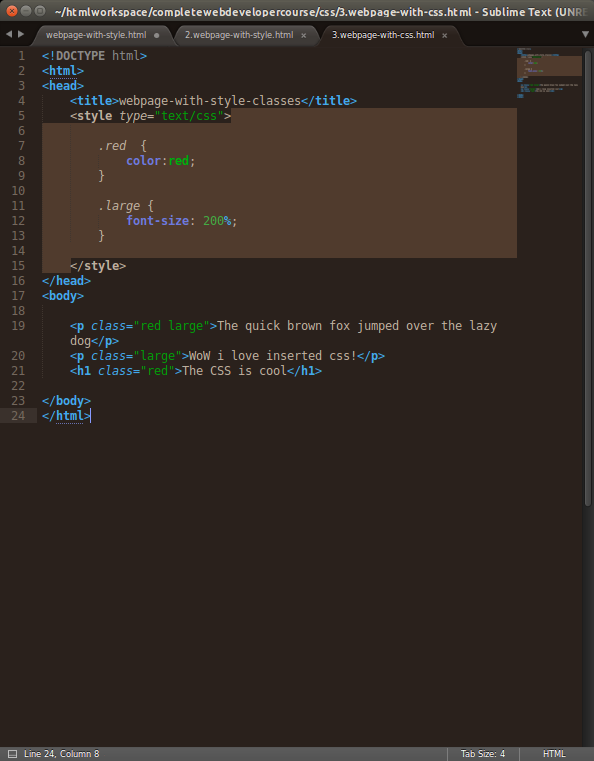 ~/htmlworkspace/completewebdevelopercourse/css/3.webpage-with-css.html - Sublime Text (UNRE
webpage-with-style.html 2.webpage-with-style.html × 3.webpage-with-css.html ×
1 <!DOCTYPE html>
2 <html>
3 <head>
4     <title>webpage-with-style-classes</title>
5     <style type="text/css">
6
7         .red  {
8             color:red;
9         }
10
11         .large {
12             font-size: 200%;
13         }
14
15     </style>
16 </head>
17 <body>
18
19     <p class="red large">The quick brown fox jumped over the lazy
dog</p>
20     <p class="large">WoW i love inserted css!</p>
21     <h1 class="red">The CSS is cool</h1>
22
23 </body>
24 </html>
Line 24, Column 8 Tab Size: 4 HTML